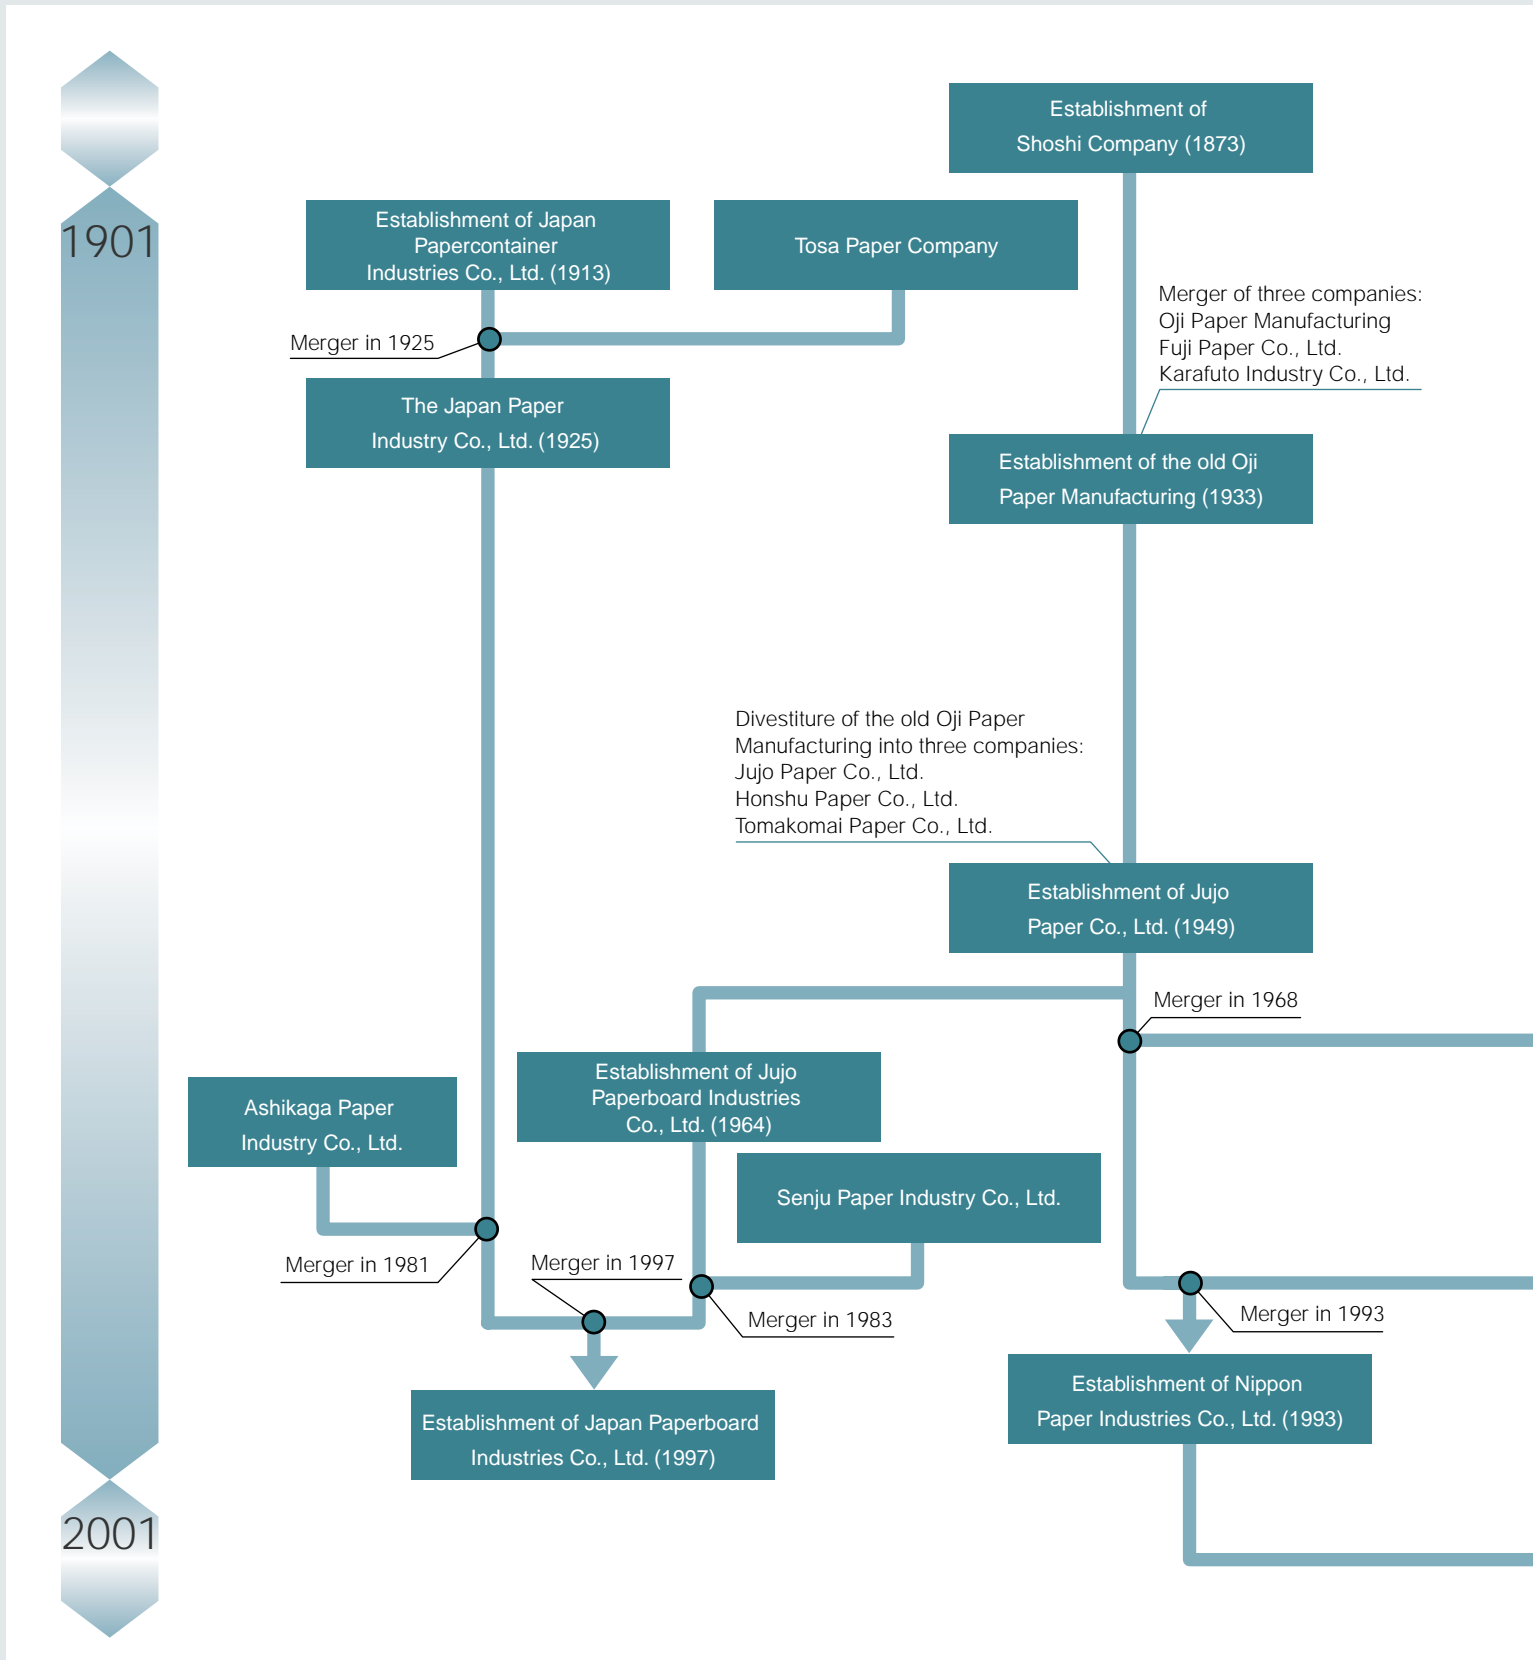 Establishment of
Shoshi Company (1873)
1901
Establishment of Japan
Papercontainer
Industries Co., Ltd. (1913)
Tosa Paper Company
Merger of three companies:
Oji Paper Manufacturing
Fuji Paper Co., Ltd.
Karafuto Industry Co., Ltd.
Merger in 1925
The Japan Paper
Industry Co., Ltd. (1925)
Establishment of the old Oji
Paper Manufacturing (1933)
Divestiture of the old Oji Paper
Manufacturing into three companies:
Jujo Paper Co., Ltd.
Honshu Paper Co., Ltd.
Tomakomai Paper Co., Ltd.
Establishment of Jujo
Paper Co., Ltd. (1949)
Merger in 1968
Establishment of Jujo
Paperboard Industries
Co., Ltd. (1964)
Ashikaga Paper
Industry Co., Ltd.
Senju Paper Industry Co., Ltd.
Merger in 1981
Merger in 1997
Merger in 1983
Merger in 1993
Establishment of Nippon
Paper Industries Co., Ltd. (1993)
Establishment of Japan Paperboard
Industries Co., Ltd. (1997)
2001